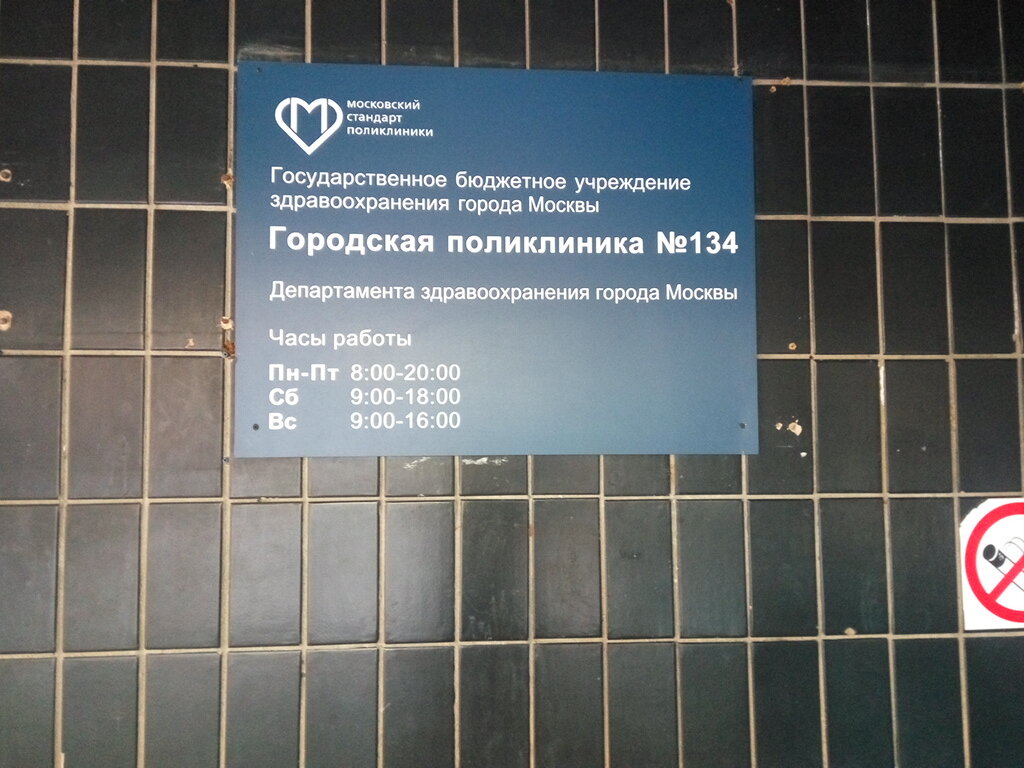 московский
стандарт
поликлиники
Государственное бюджетное учреждение
здравоохранения города Москвы
Городская поликлиника №134
Департамента здравоохранения города Москвы
Часы работы
Пн-Пт 8:00-20:00
Сб 9:00-18:00
Вс 9:00-16:00